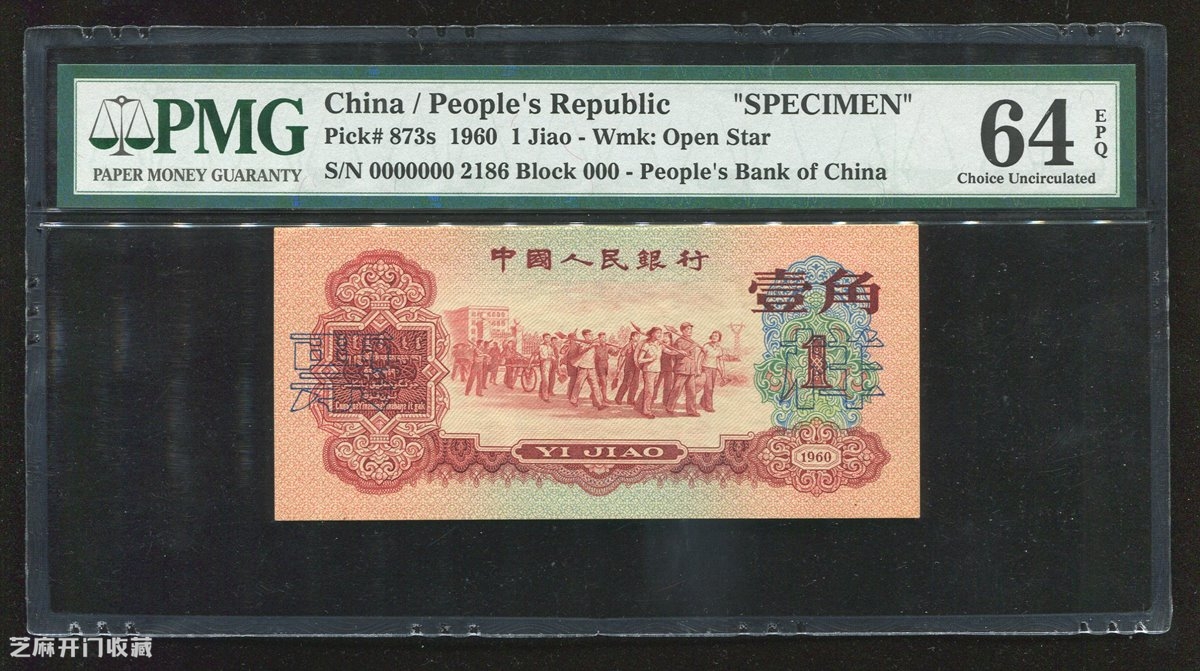 China / People's Republic "SPECIMEN"
PMG
Pick# 873s 1960 1 Jiao - Wmk: Open Star
64 EPQ
PAPER MONEY GUARANTY
S/N 0000000 2186 Block 000 - People's Bank of China
Choice Uncirculated
中國人民銀行
壹角
票
樣
1
YI JIAO
1960
芝麻开门收藏